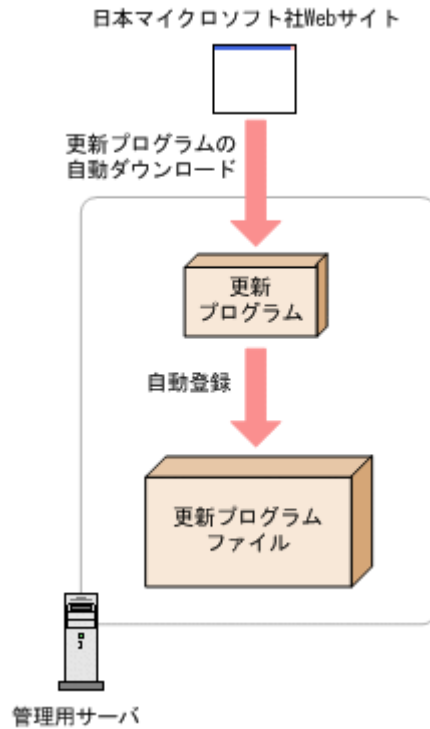 日本マイクロソフト社Webサイト
更新プログラムの
自動ダウンロード
更新
プログラム
自動登録
更新プログラム
ファイル
管理用サーバ